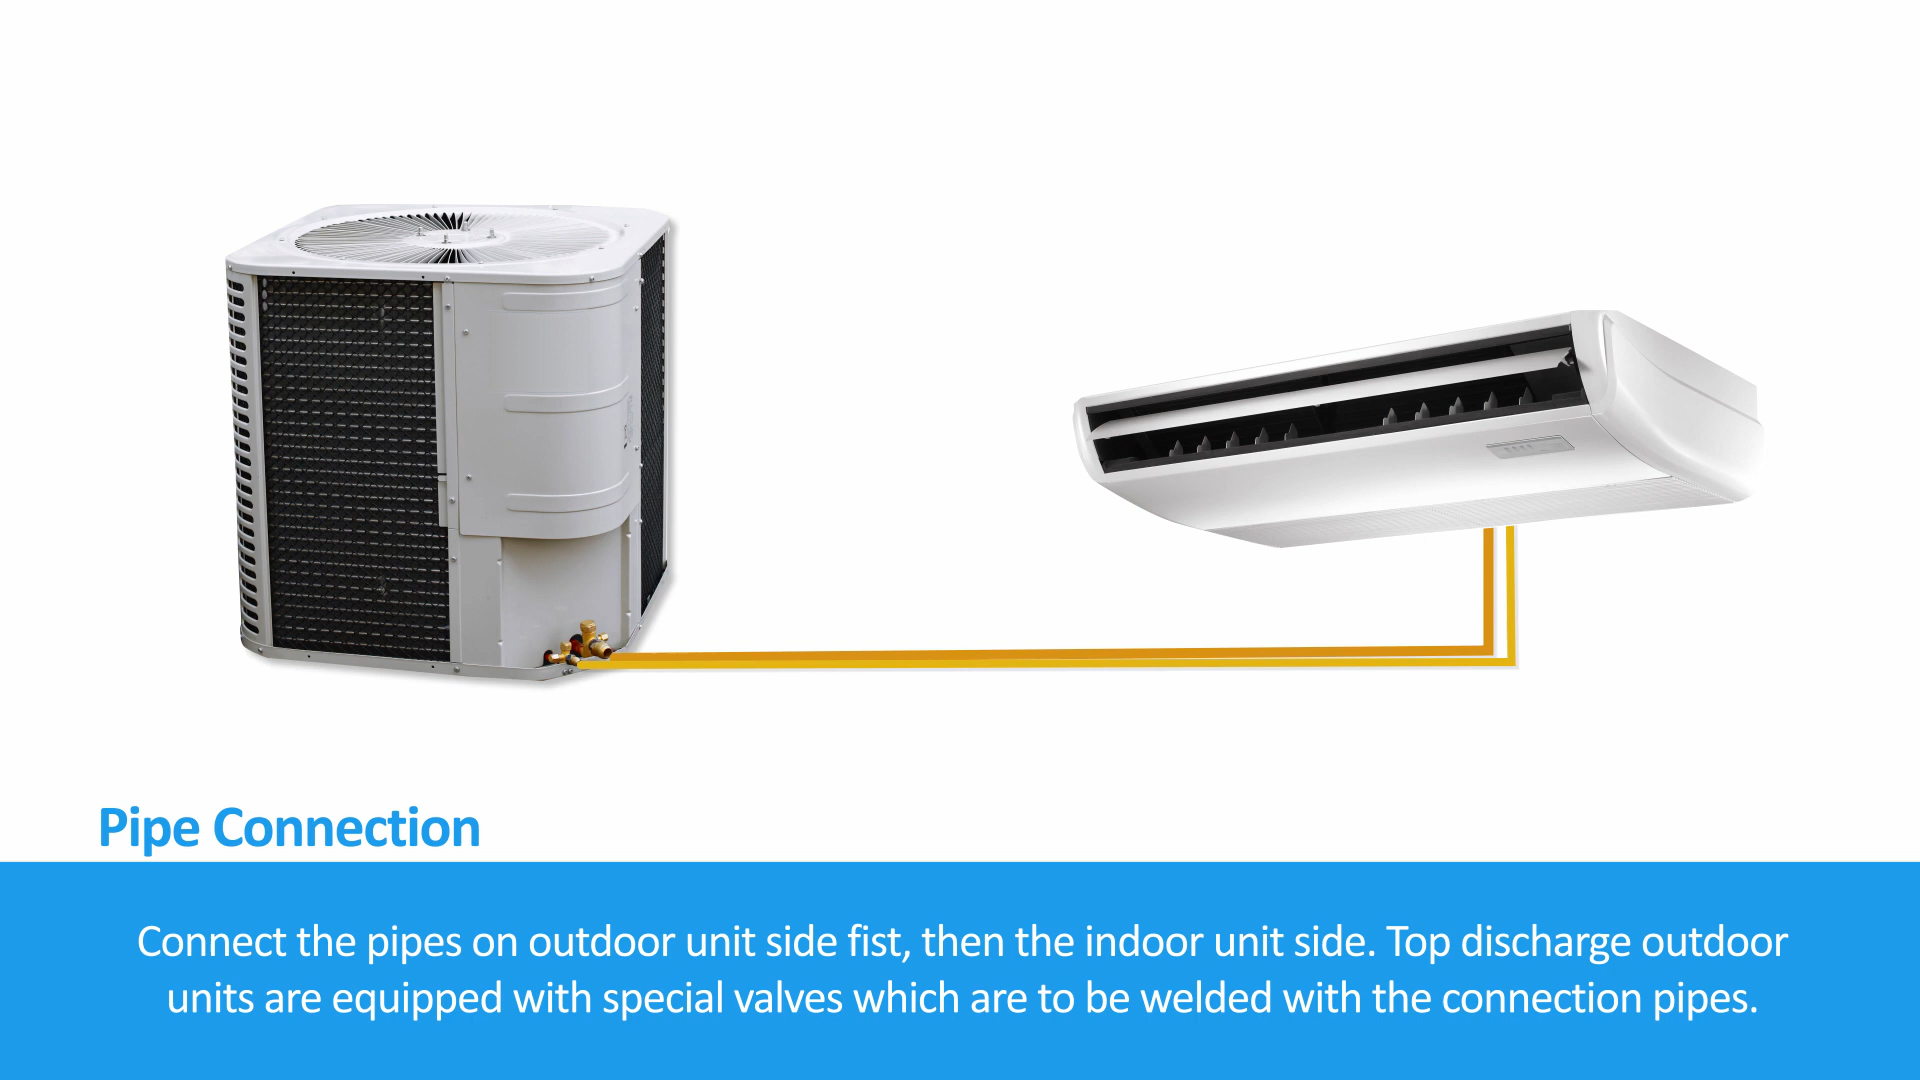 Pipe Connection
Connect the pipes on outdoor unit side fist, then the indoor unit side. Top discharge outdoor
units are equipped with special valves which are to be welded with the connection pipes.